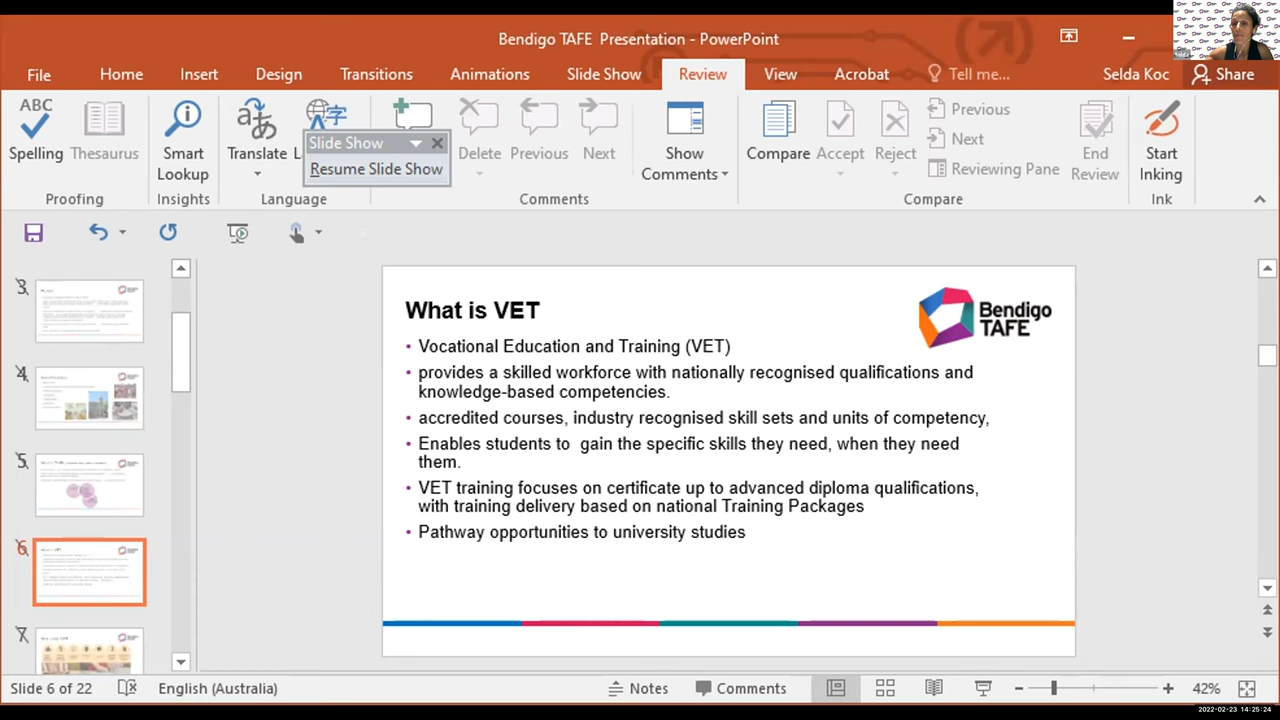 Bendigo TAFE Presentation - PowerPoint
File Home Insert Design Transitions Animations Slide Show Review View Acrobat Tell me... Selda Koc Share
ABC
Spelling
Thesaurus
Proofing
Smart
Lookup
Insights
Translate
Language
Slide Show
Resume Slide Show
Delete
Previous
Next
Show
Comments
Comments
Compare
Accept
Reject
Previous
Next
Reviewing Pane
End
Review
Compare
Start
Inking
Ink
3
4
5
6
7
What is VET
Bendigo
TAFE
• Vocational Education and Training (VET)
• provides a skilled workforce with nationally recognised qualifications and
knowledge-based competencies.
• accredited courses, industry recognised skill sets and units of competency,
• Enables students to gain the specific skills they need, when they need
them.
• VET training focuses on certificate up to advanced diploma qualifications,
with training delivery based on national Training Packages
• Pathway opportunities to university studies
Slide 6 of 22 English (Australia) Notes Comments 42%
2022-02-23 14:25:24